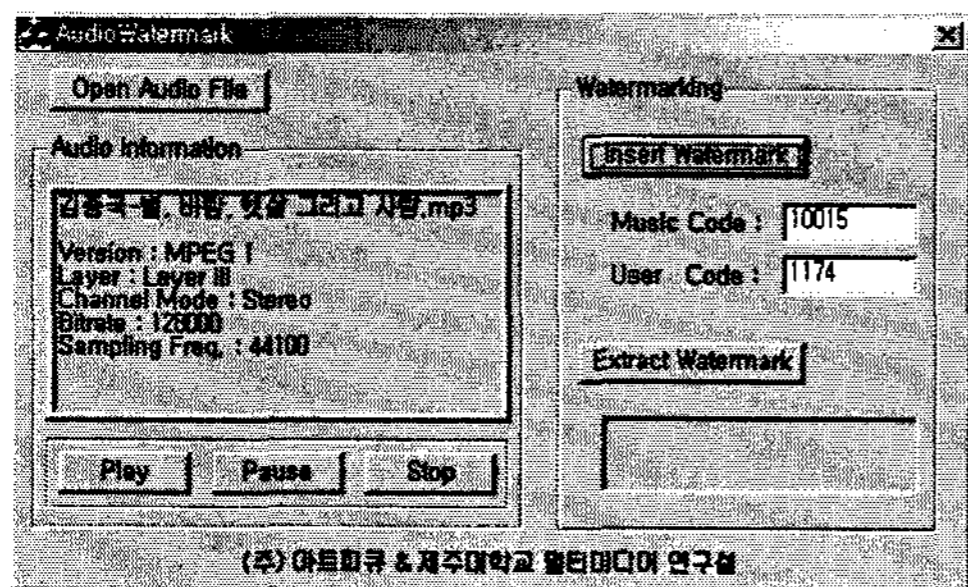 AudioWatermark
Open Audio File
Audio Information
김종국-별, 바람, 햇살 그리고 사랑.mp3
Version : MPEG 1
Layer : Layer III
Channel Mode : Stereo
Bitrate : 128000
Sampling Freq. : 44100
Play
Pause
Stop
Watermarking
Insert Watermark
Music Code : 10015
User Code : 1174
Extract Watermark
(주) 아트피큐 & 제주대학교 멀티미디어 연구실